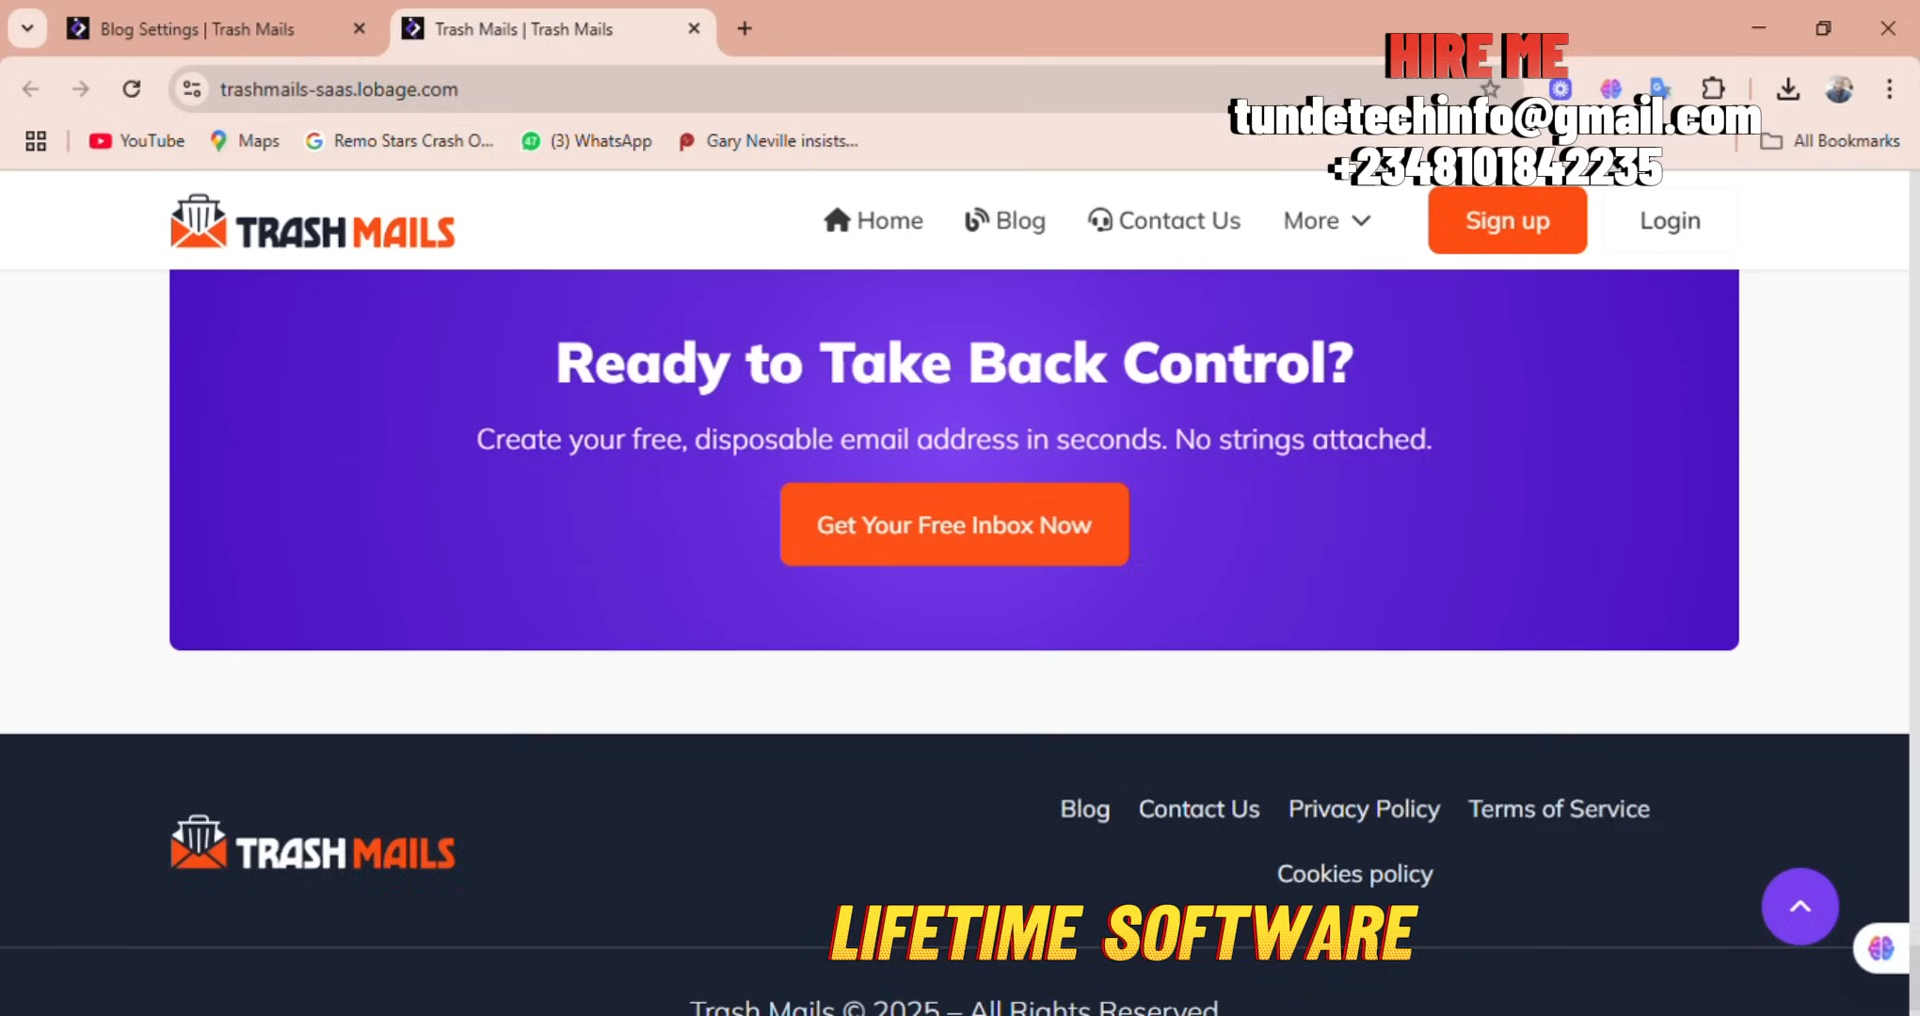 Blog Settings | Trash Mails
Trash Mails | Trash Mails
HIRE ME
trashmails-saas.lobage.com
tundetechinfo@gmail.com
YouTube
Maps
Remo Stars Crash O...
47
(3) WhatsApp
Gary Neville insists...
All Bookmarks
+2348101842235
TRASH MAILS
Home
Blog
Contact Us
More
Sign up
Login
Ready to Take Back Control?
Create your free, disposable email address in seconds. No strings attached.
Get Your Free Inbox Now
Blog
Contact Us
Privacy Policy
Terms of Service
TRASH MAILS
Cookies policy
LIFETIME SOFTWARE
Trash Mails © 2025 – All Rights Reserved